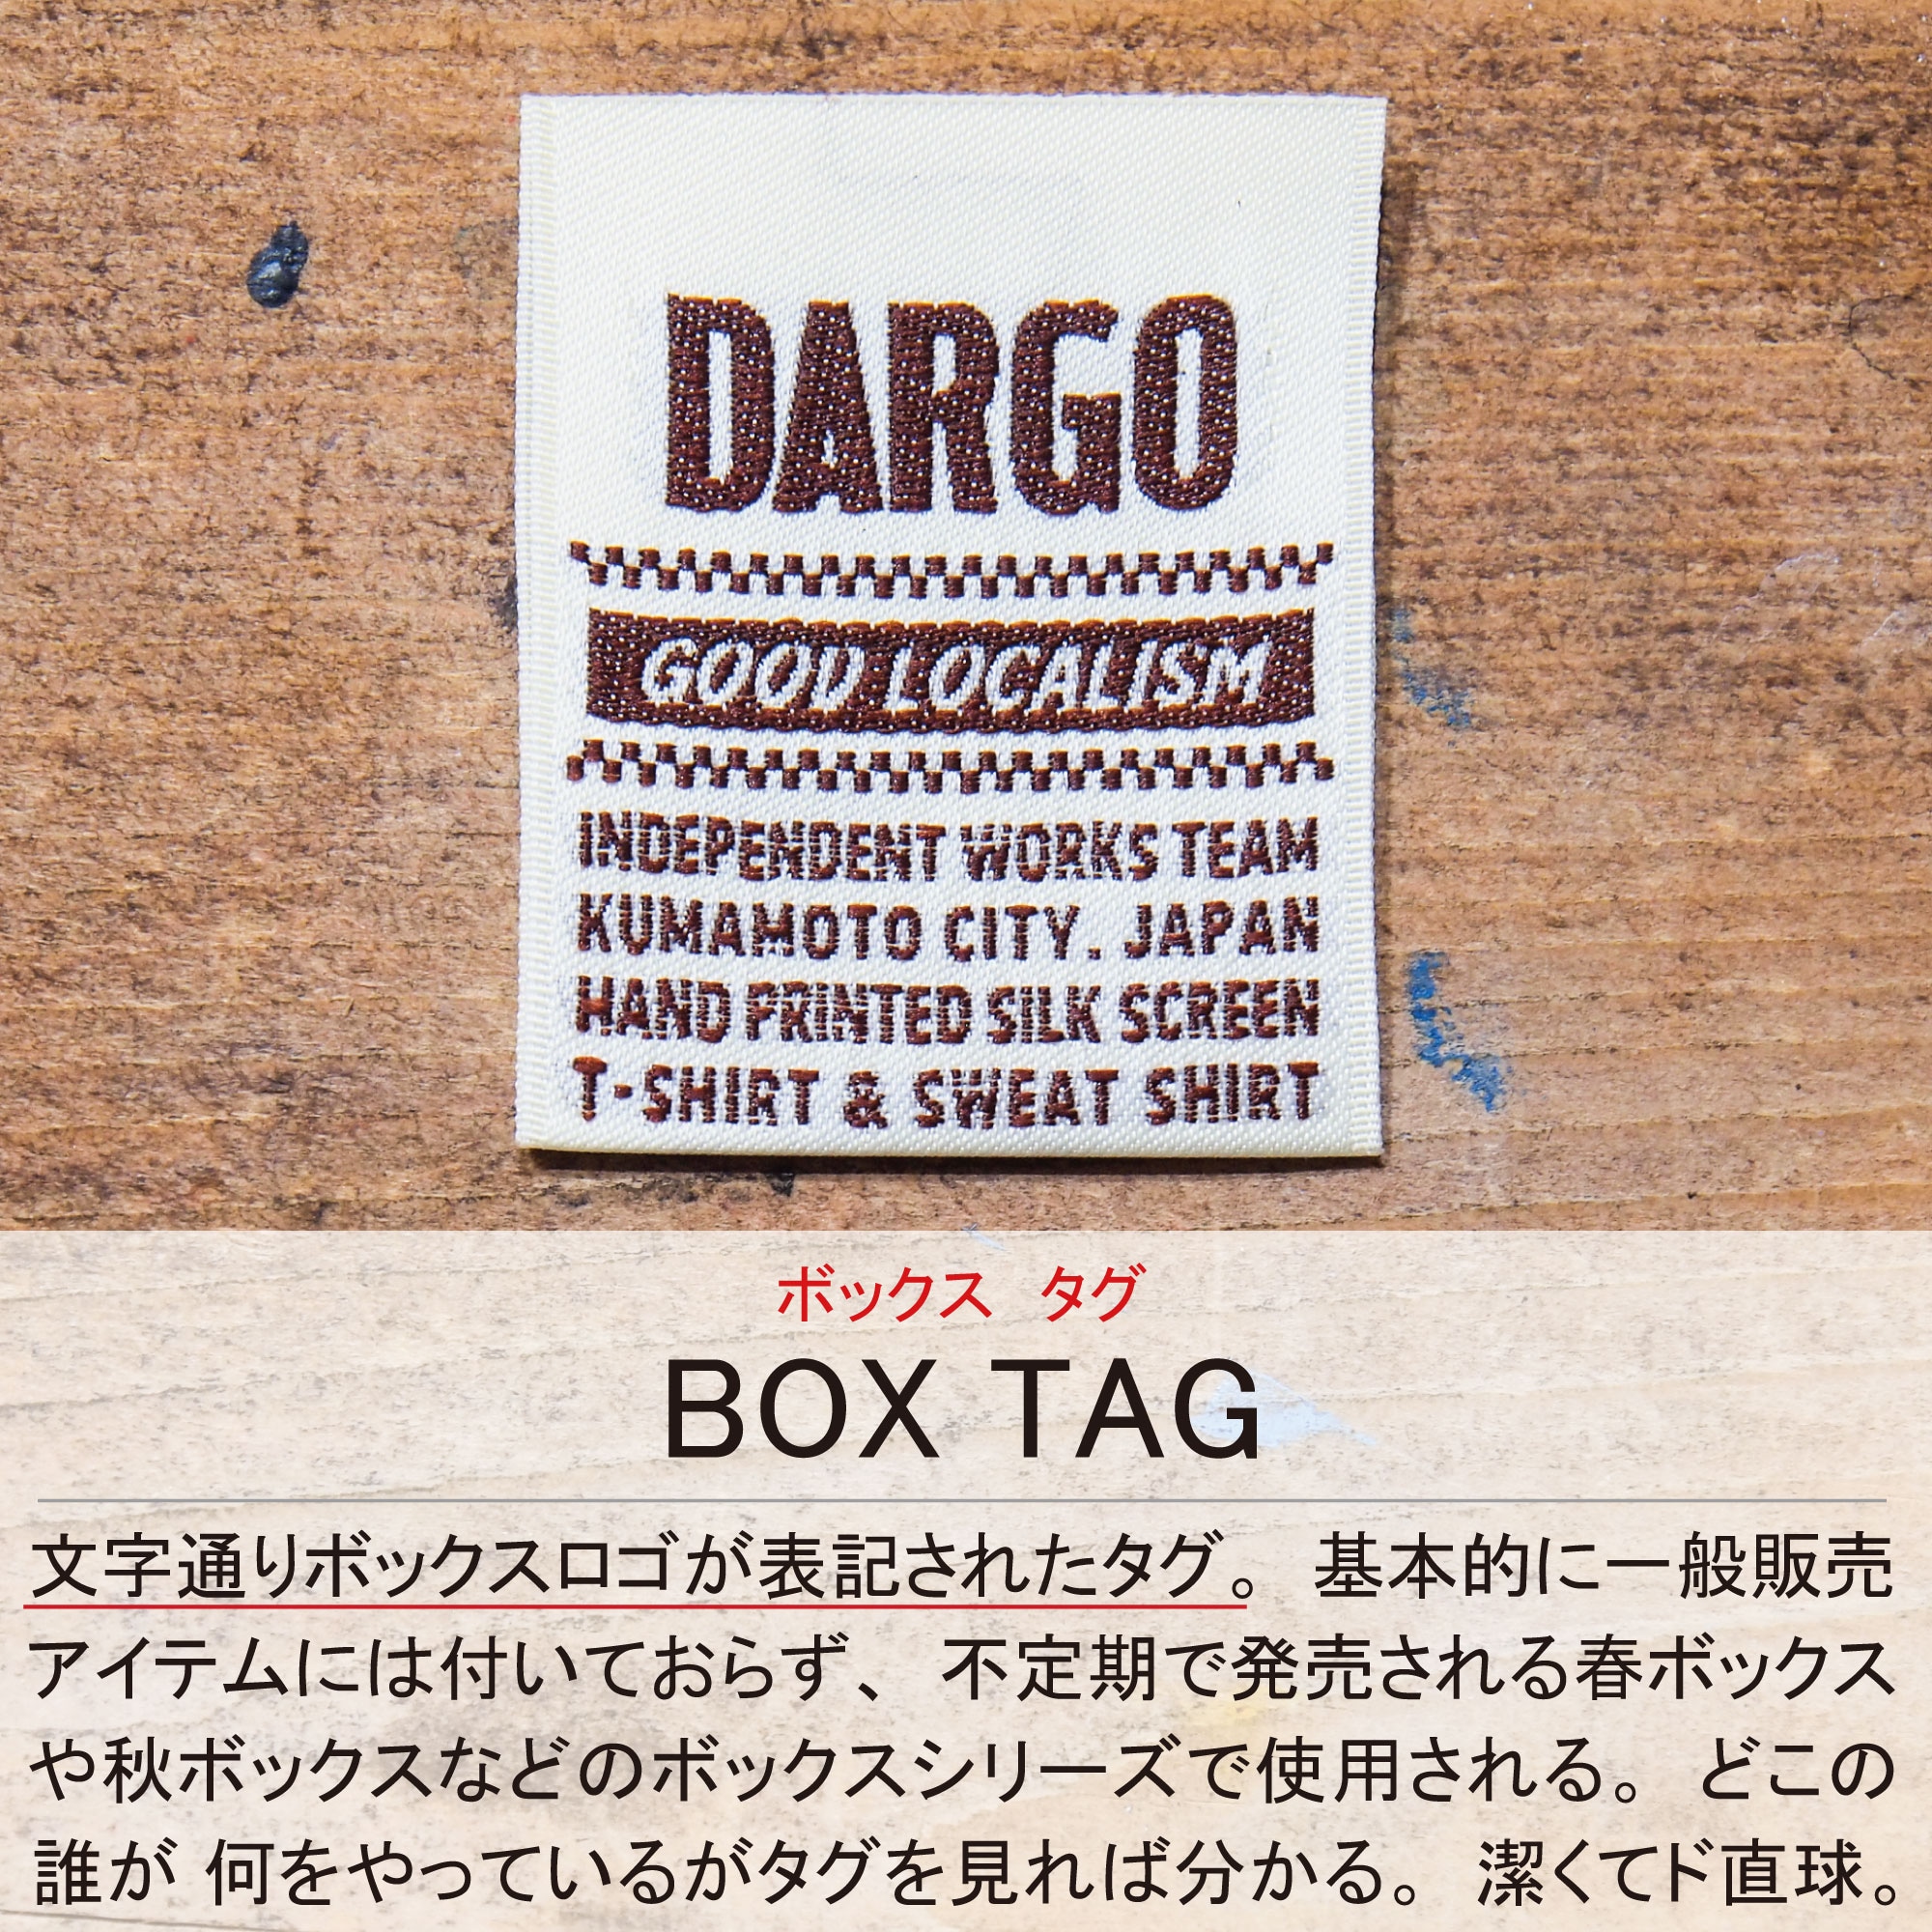 DARGO
GOOD LOCALISM
INDEPENDENT WORKS TEAM
KUMAMOTO CITY. JAPAN
HAND PRINTED SILK SCREEN
T-SHIRT & SWEAT SHIRT
ボックス タグ
BOX TAG
文字通りボックスロゴが表記されたタグ。 基本的に一般販売
アイテムには付いておらず、 不定期で発売される春ボックス
や秋ボックスなどのボックスシリーズで使用される。 どこの
誰が 何をやっているがタグを見れば分かる。 潔くてド直球。